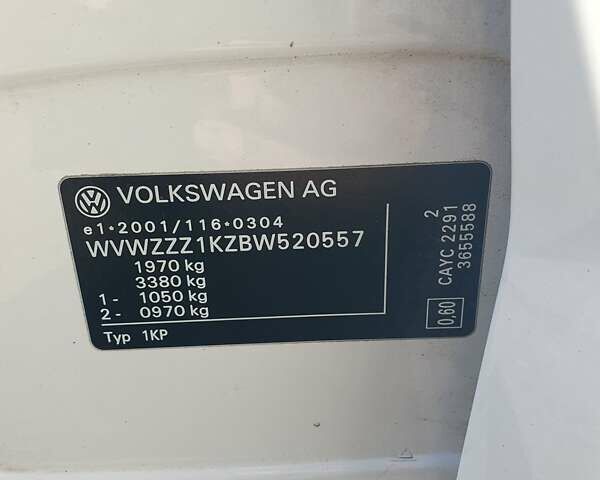 VOLKSWAGEN AG
e1*2001/116*0304
WVWZZZ1KZBW520557
1970 kg
3380 kg
1- 1050 kg
2- 0970 kg
Typ 1KP
0,60
CAYC 2291
2
3655588